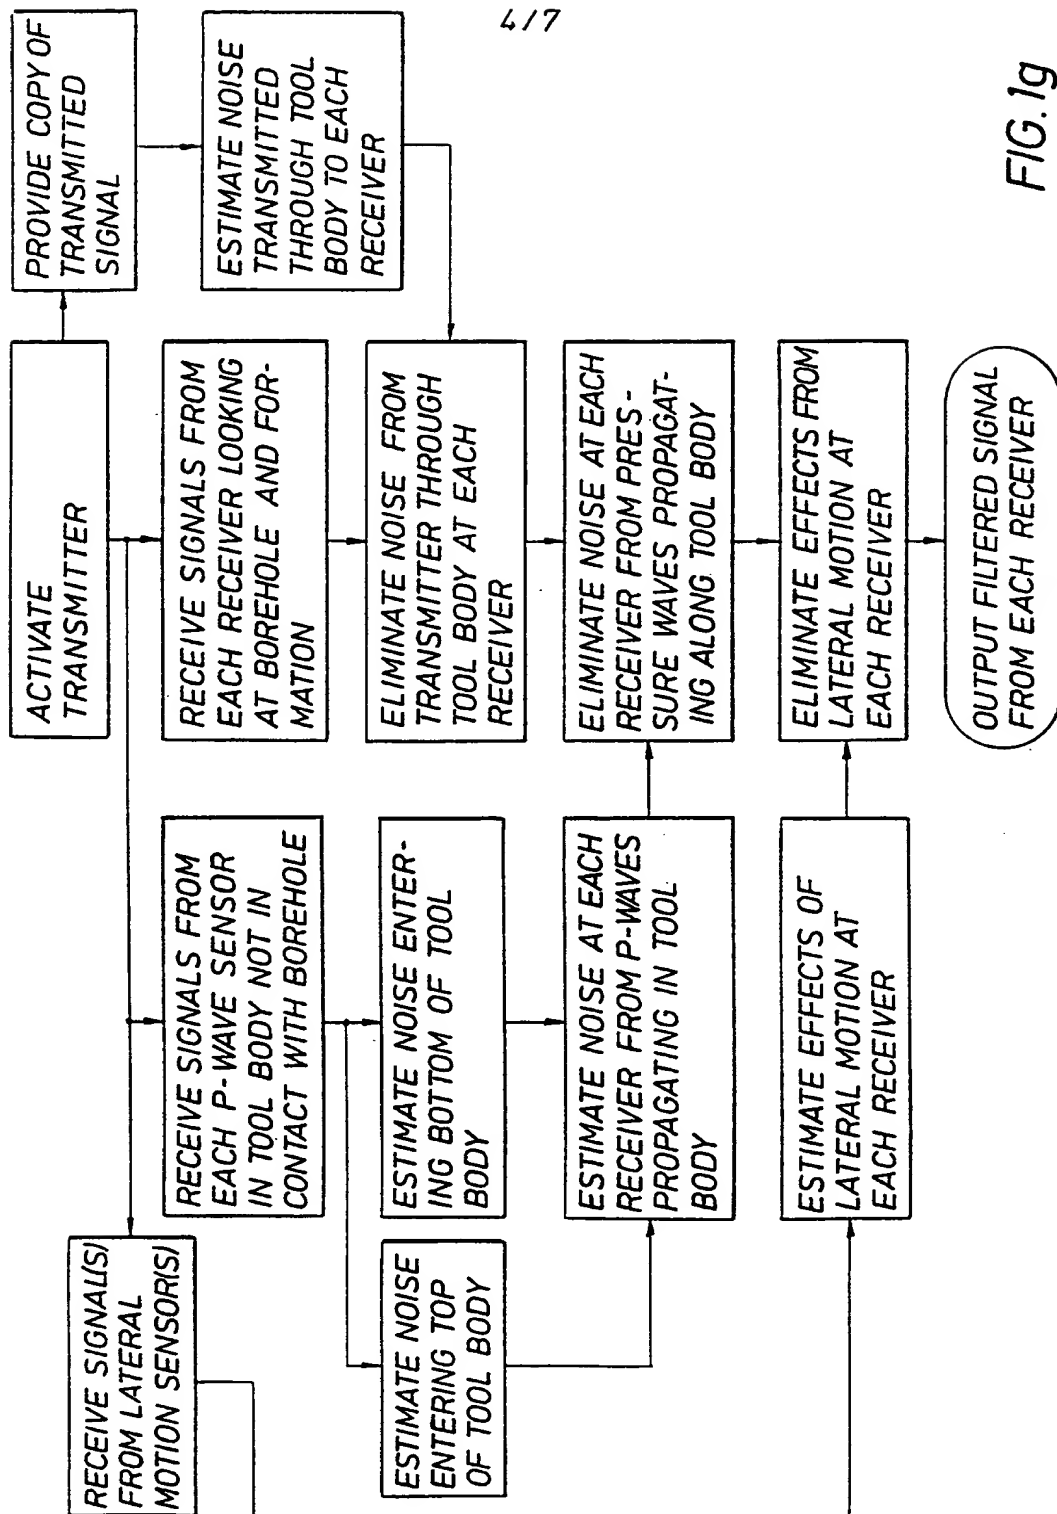 4/7
ACTIVATE
TRANSMITTER
PROVIDE COPY OF
TRANSMITTED
SIGNAL
ESTIMATE NOISE
TRANSMITTED
THROUGH TOOL
BODY TO EACH
RECEIVER
RECEIVE SIGNAL(S)
FROM LATERAL
MOTION SENSOR(S)
RECEIVE SIGNALS FROM
EACH P-WAVE SENSOR
IN TOOL BODY NOT IN
CONTACT WITH BOREHOLE
RECEIVE SIGNALS FROM
EACH RECEIVER LOOKING
AT BOREHOLE AND FOR-
MATION
ESTIMATE NOISE
ENTERING TOP
OF TOOL BODY
ESTIMATE NOISE ENTER-
ING BOTTOM OF TOOL
BODY
ELIMINATE NOISE FROM
TRANSMITTER THROUGH
TOOL BODY AT EACH
RECEIVER
ESTIMATE NOISE AT EACH
RECEIVER FROM P-WAVES
PROPAGATING IN TOOL
BODY
ELIMINATE NOISE AT EACH
RECEIVER FROM PRES-
SURE WAVES PROPAGAT-
ING ALONG TOOL BODY
ESTIMATE EFFECTS OF
LATERAL MOTION AT
EACH RECEIVER
ELIMINATE EFFECTS FROM
LATERAL MOTION AT
EACH RECEIVER
OUTPUT FILTERED SIGNAL
FROM EACH RECEIVER
FIG.1g